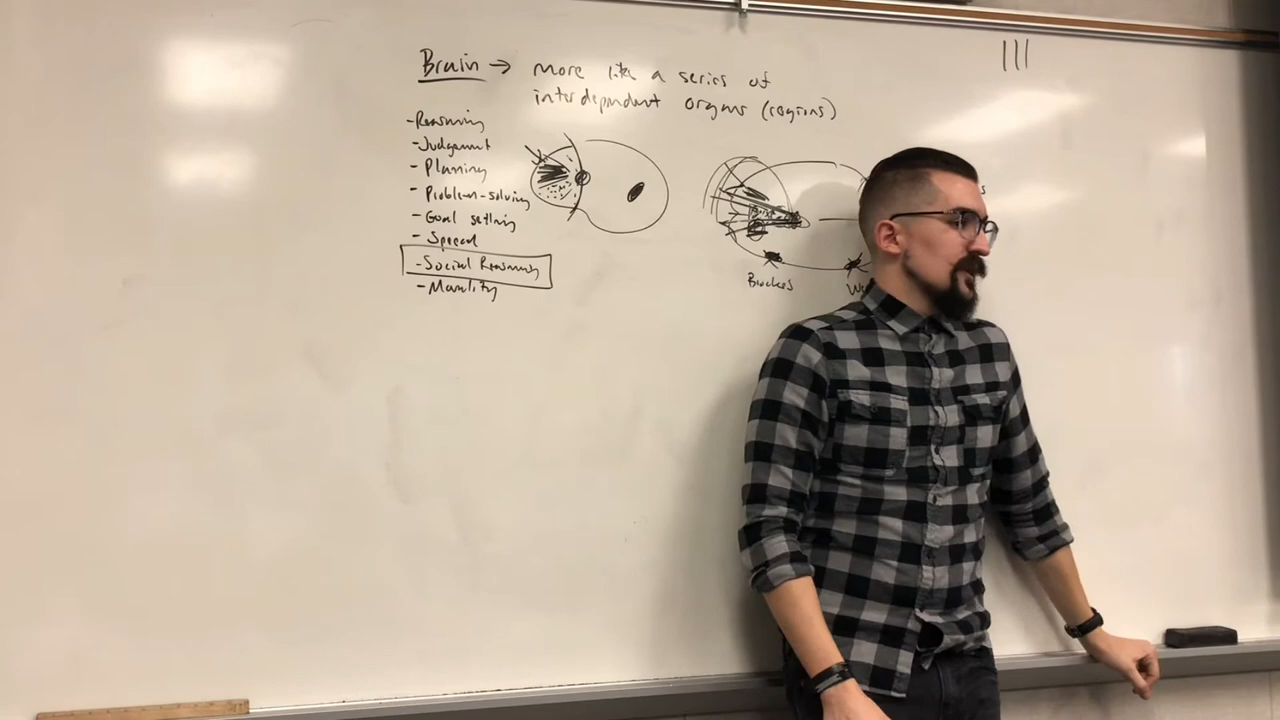 Brain → more like a series of
interdependent organs (regions)
-Reasoning
-Judgement
-Planning
-Problem-solving
-Goal setting
-Speech
-Social Reasoning
-Morality
Blockes
W
s
|||